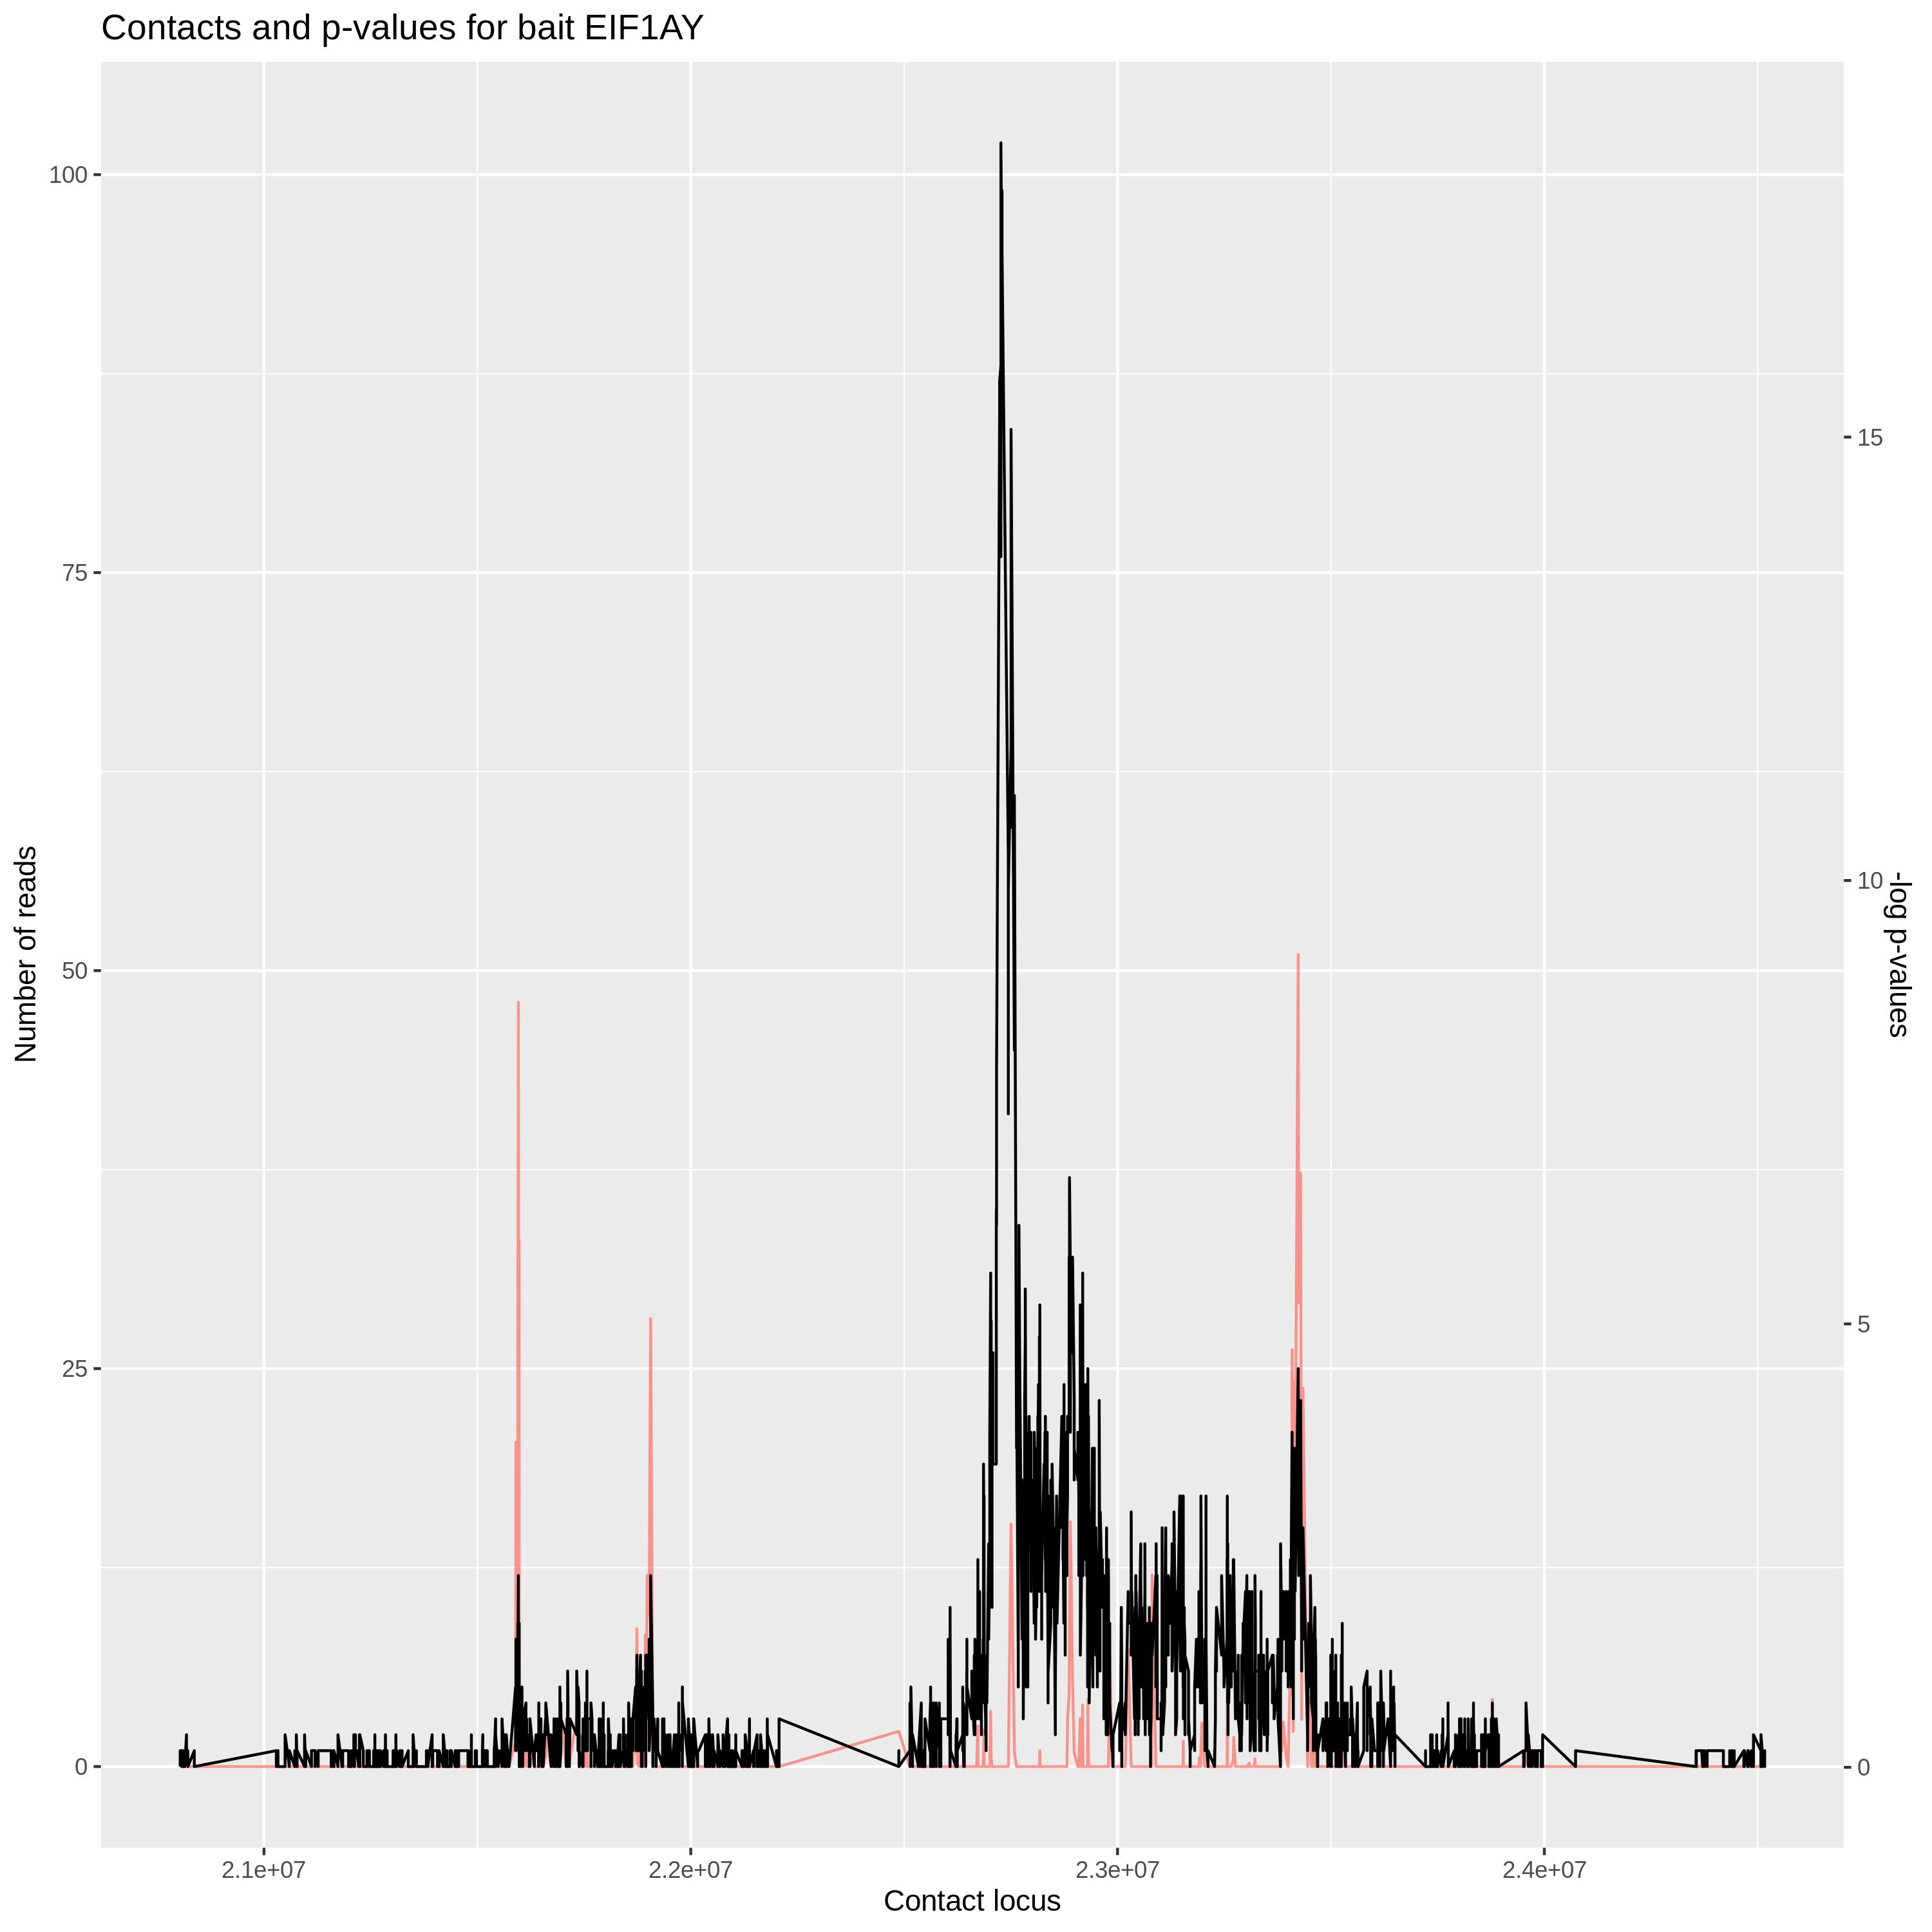 Contacts and p-values for bait EIF1AY
100
75
50
25
0
Number of reads
15
10
5
0
-log p-values
2.1e+07 2.2e+07 2.3e+07 2.4e+07
Contact locus